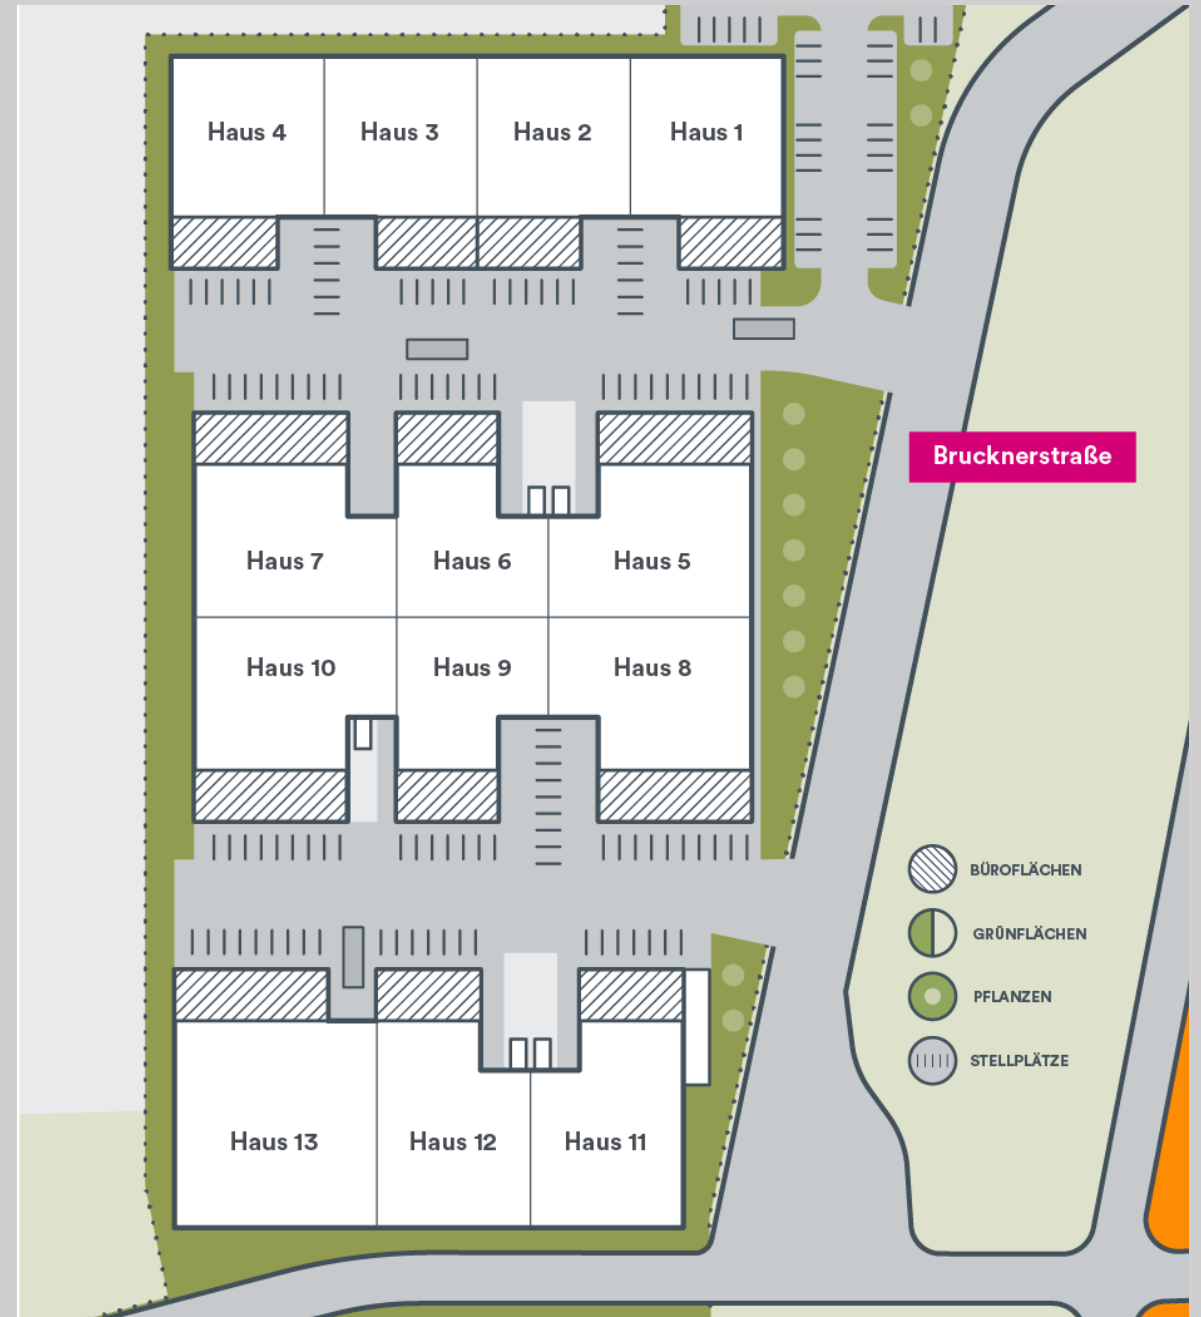 Haus 4
Haus 3
Haus 2
Haus 1
Brucknerstraße
Haus 7
Haus 6
Haus 5
Haus 10
Haus 9
Haus 8
BÜROFLÄCHEN
GRÜNFLÄCHEN
PFLANZEN
STELLPLÄTZE
Haus 13
Haus 12
Haus 11